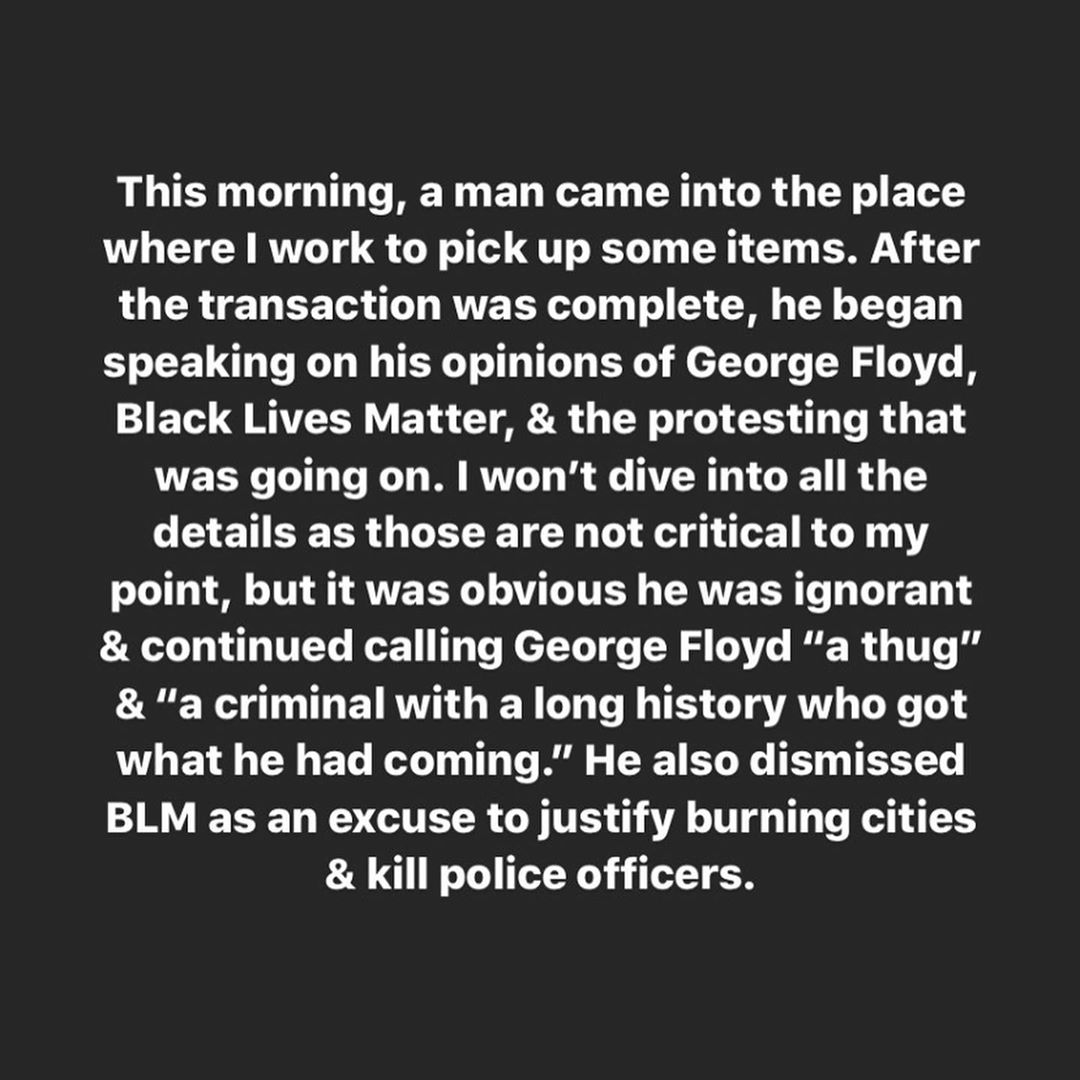 This morning, a man came into the place
where I work to pick up some items. After
the transaction was complete, he began
speaking on his opinions of George Floyd,
Black Lives Matter, & the protesting that
was going on. I won’t dive into all the
details as those are not critical to my
point, but it was obvious he was ignorant
& continued calling George Floyd “a thug”
& “a criminal with a long history who got
what he had coming.” He also dismissed
BLM as an excuse to justify burning cities
& kill police officers.